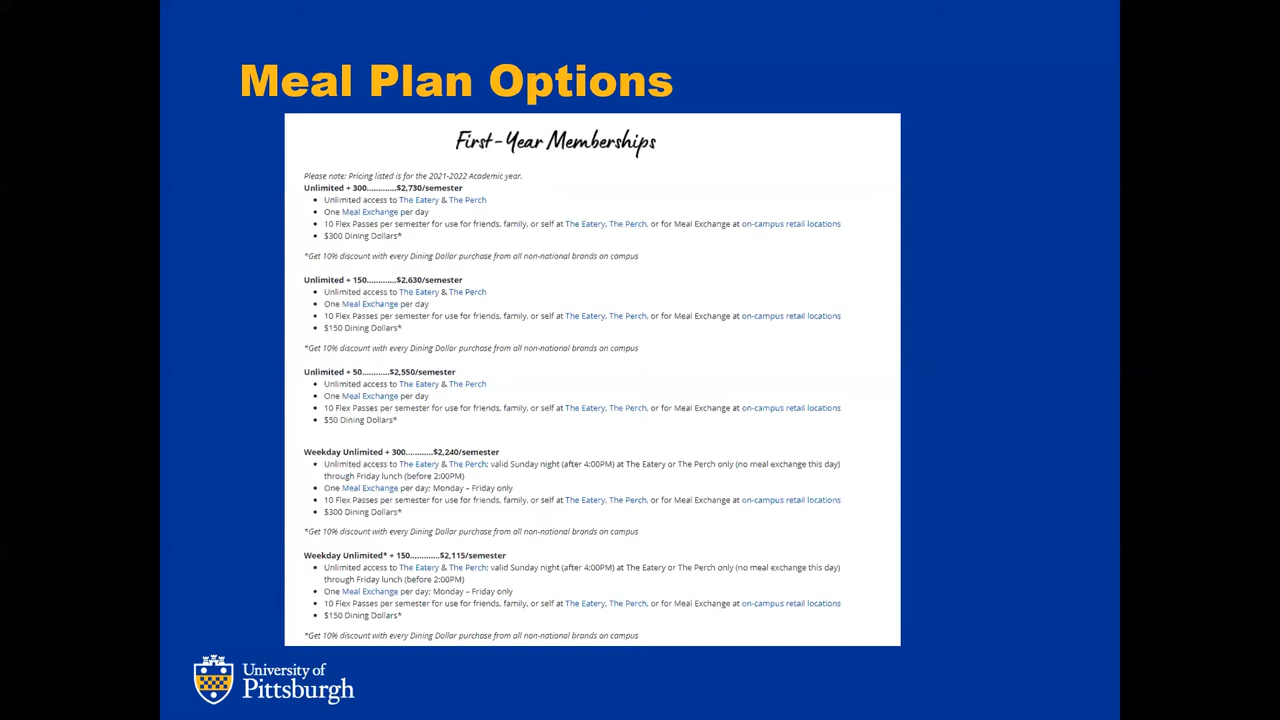 Meal Plan Options
First-Year Memberships
Please note: Pricing listed is for the 2021-2022 Academic year.
Unlimited + 300.............$2,730/semester
• Unlimited access to The Eatery & The Perch
• One Meal Exchange per day
• 10 Flex Passes per semester for use for friends, family, or self at The Eatery, The Perch, or for Meal Exchange at on-campus retail locations
• $300 Dining Dollars*
*Get 10% discount with every Dining Dollar purchase from all non-national brands on campus
Unlimited + 150.............$2,630/semester
• Unlimited access to The Eatery & The Perch
• One Meal Exchange per day
• 10 Flex Passes per semester for use for friends, family, or self at The Eatery, The Perch, or for Meal Exchange at on-campus retail locations
• $150 Dining Dollars*
*Get 10% discount with every Dining Dollar purchase from all non-national brands on campus
Unlimited + 50............$2,550/semester
• Unlimited access to The Eatery & The Perch
• One Meal Exchange per day
• 10 Flex Passes per semester for use for friends, family, or self at The Eatery, The Perch, or for Meal Exchange at on-campus retail locations
• $50 Dining Dollars*
Weekday Unlimited + 300............$2,240/semester
• Unlimited access to The Eatery & The Perch; valid Sunday night (after 4:00PM) at The Eatery or The Perch only (no meal exchange this day)
through Friday lunch (before 2:00PM)
• One Meal Exchange per day; Monday – Friday only
• 10 Flex Passes per semester for use for friends, family, or self at The Eatery, The Perch, or for Meal Exchange at on-campus retail locations
• $300 Dining Dollars*
*Get 10% discount with every Dining Dollar purchase from all non-national brands on campus
Weekday Unlimited* + 150.............$2,115/semester
• Unlimited access to The Eatery & The Perch; valid Sunday night (after 4:00PM) at The Eatery or The Perch only (no meal exchange this day)
through Friday lunch (before 2:00PM)
• One Meal Exchange per day; Monday – Friday only
• 10 Flex Passes per semester for use for friends, family, or self at The Eatery, The Perch, or for Meal Exchange at on-campus retail locations
• $150 Dining Dollars*
*Get 10% discount with every Dining Dollar purchase from all non-national brands on campus
University of
Pittsburgh